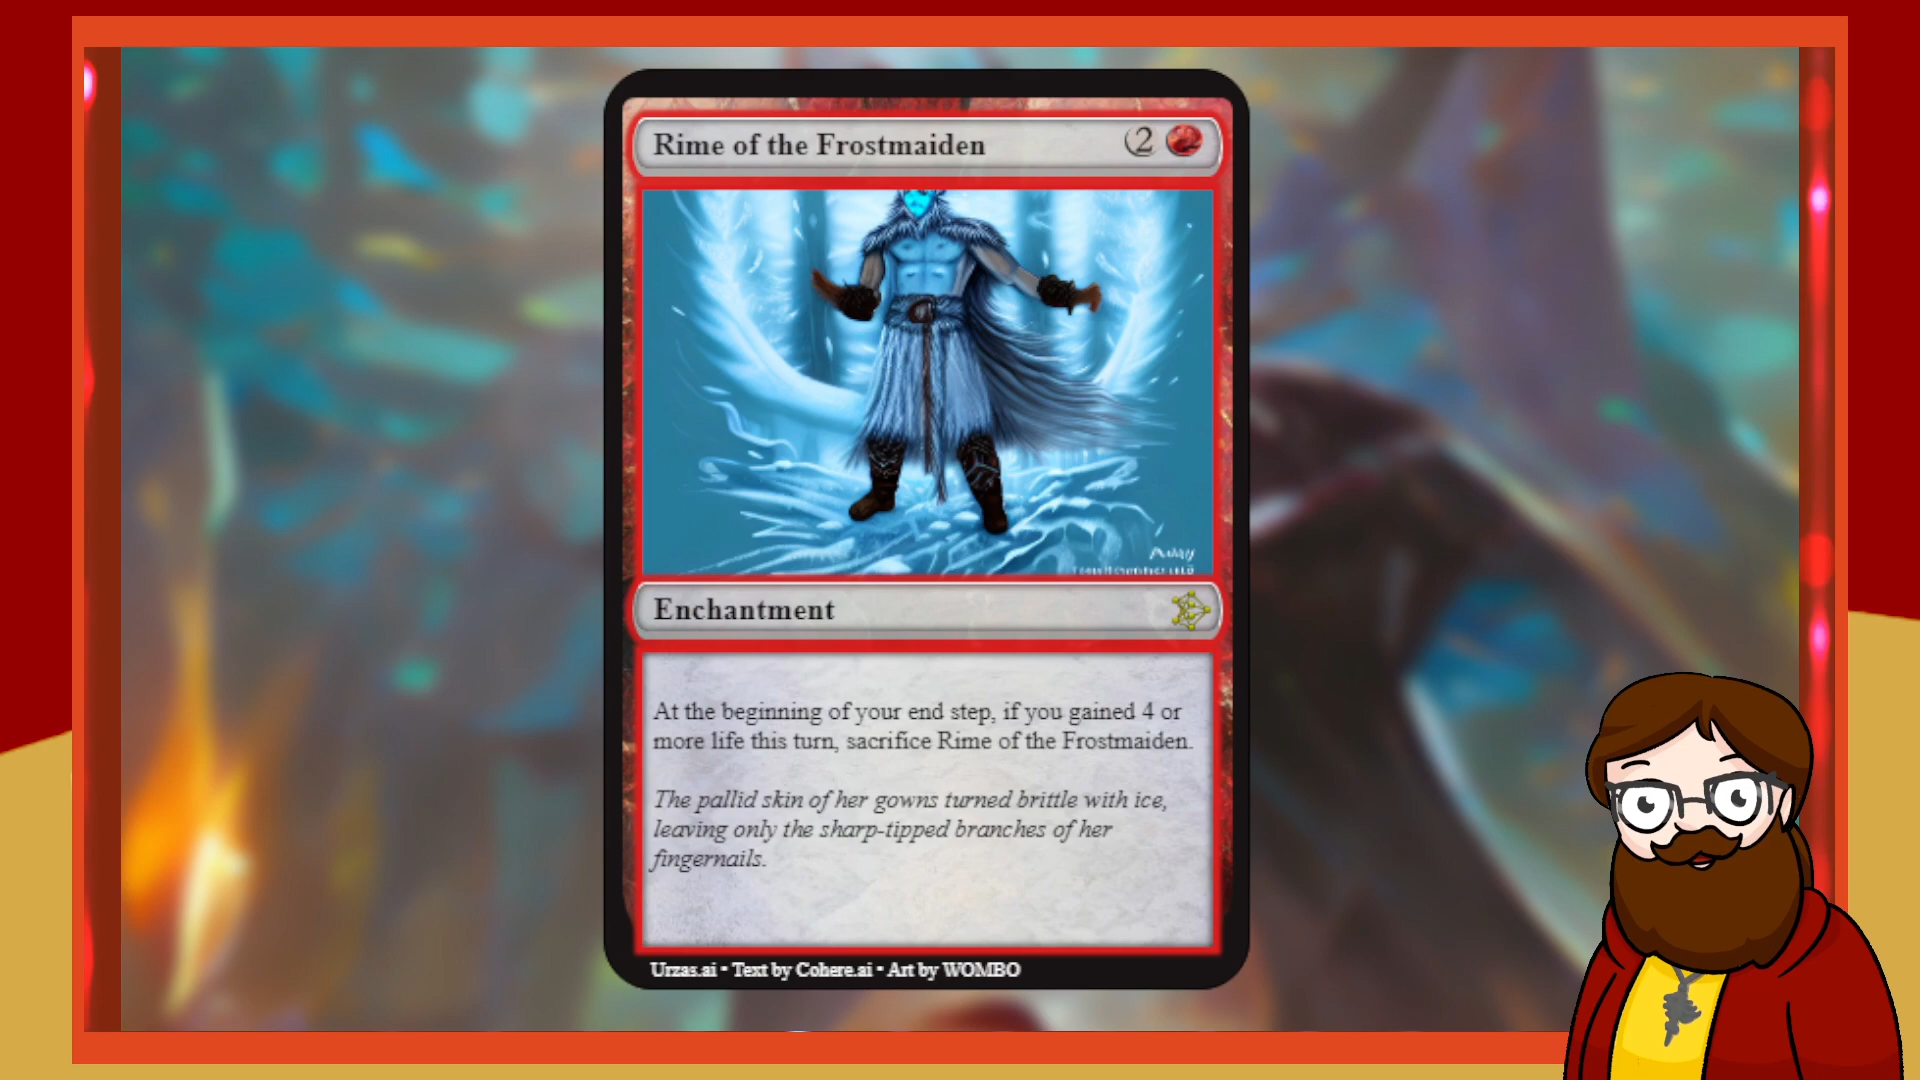 Rime of the Frostmaiden
2
Enchantment
At the beginning of your end step, if you gained 4 or
more life this turn, sacrifice Rime of the Frostmaiden.
The pallid skin of her gowns turned brittle with ice,
leaving only the sharp-tipped branches of her
fingernails.
Urzas.ai • Text by Cohere.ai • Art by WOMBO